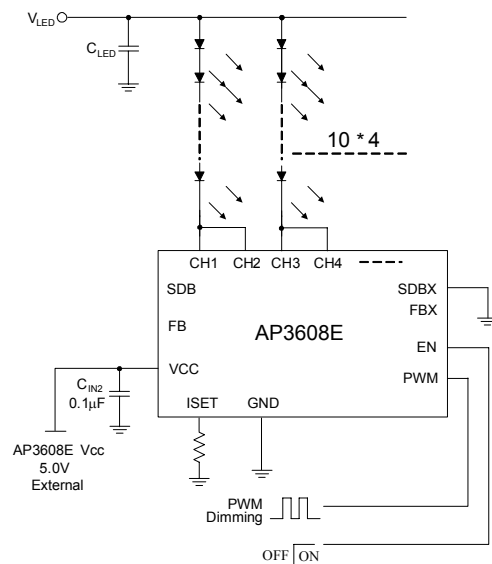 VLED
CLED
10 * 4
CH1 CH2 CH3 CH4
SDB SDBX
FBX
FB
AP3608E
EN
VCC
PWM
CIN2
0.1μF
ISET GND
AP3608E Vcc
5.0V
External
PWM
Dimming
OFF ON